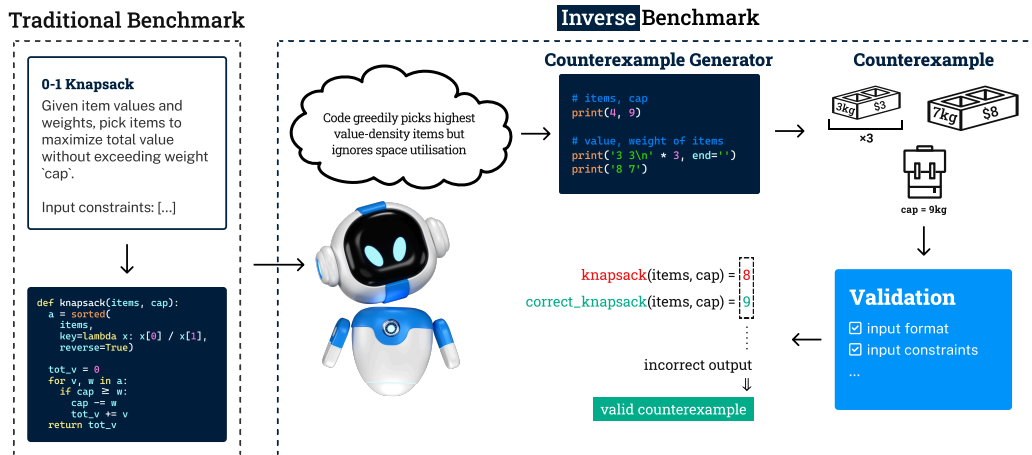 Traditional Benchmark
Inverse Benchmark
0-1 Knapsack
Given item values and
weights, pick items to
maximize total value
without exceeding weight
`cap`.
Input constraints: [...]
def knapsack(items, cap):
  a = sorted(
    items,
    key=lambda x: x[0] / x[1],
    reverse=True)
  tot_v = 0
  for v, w in a:
    if cap ≥ w:
      cap -= w
      tot_v += v
  return tot_v
Code greedily picks highest
value-density items but
ignores space utilisation
Counterexample Generator
# items, cap
print(4, 9)
# value, weight of items
print('3 3\n' * 3, end='')
print('8 7')
Counterexample
3kg $3
×3
7kg $8
cap = 9kg
Validation
input format
input constraints
...
knapsack(items, cap) = 8
correct_knapsack(items, cap) = 9
incorrect output
⇓
valid counterexample